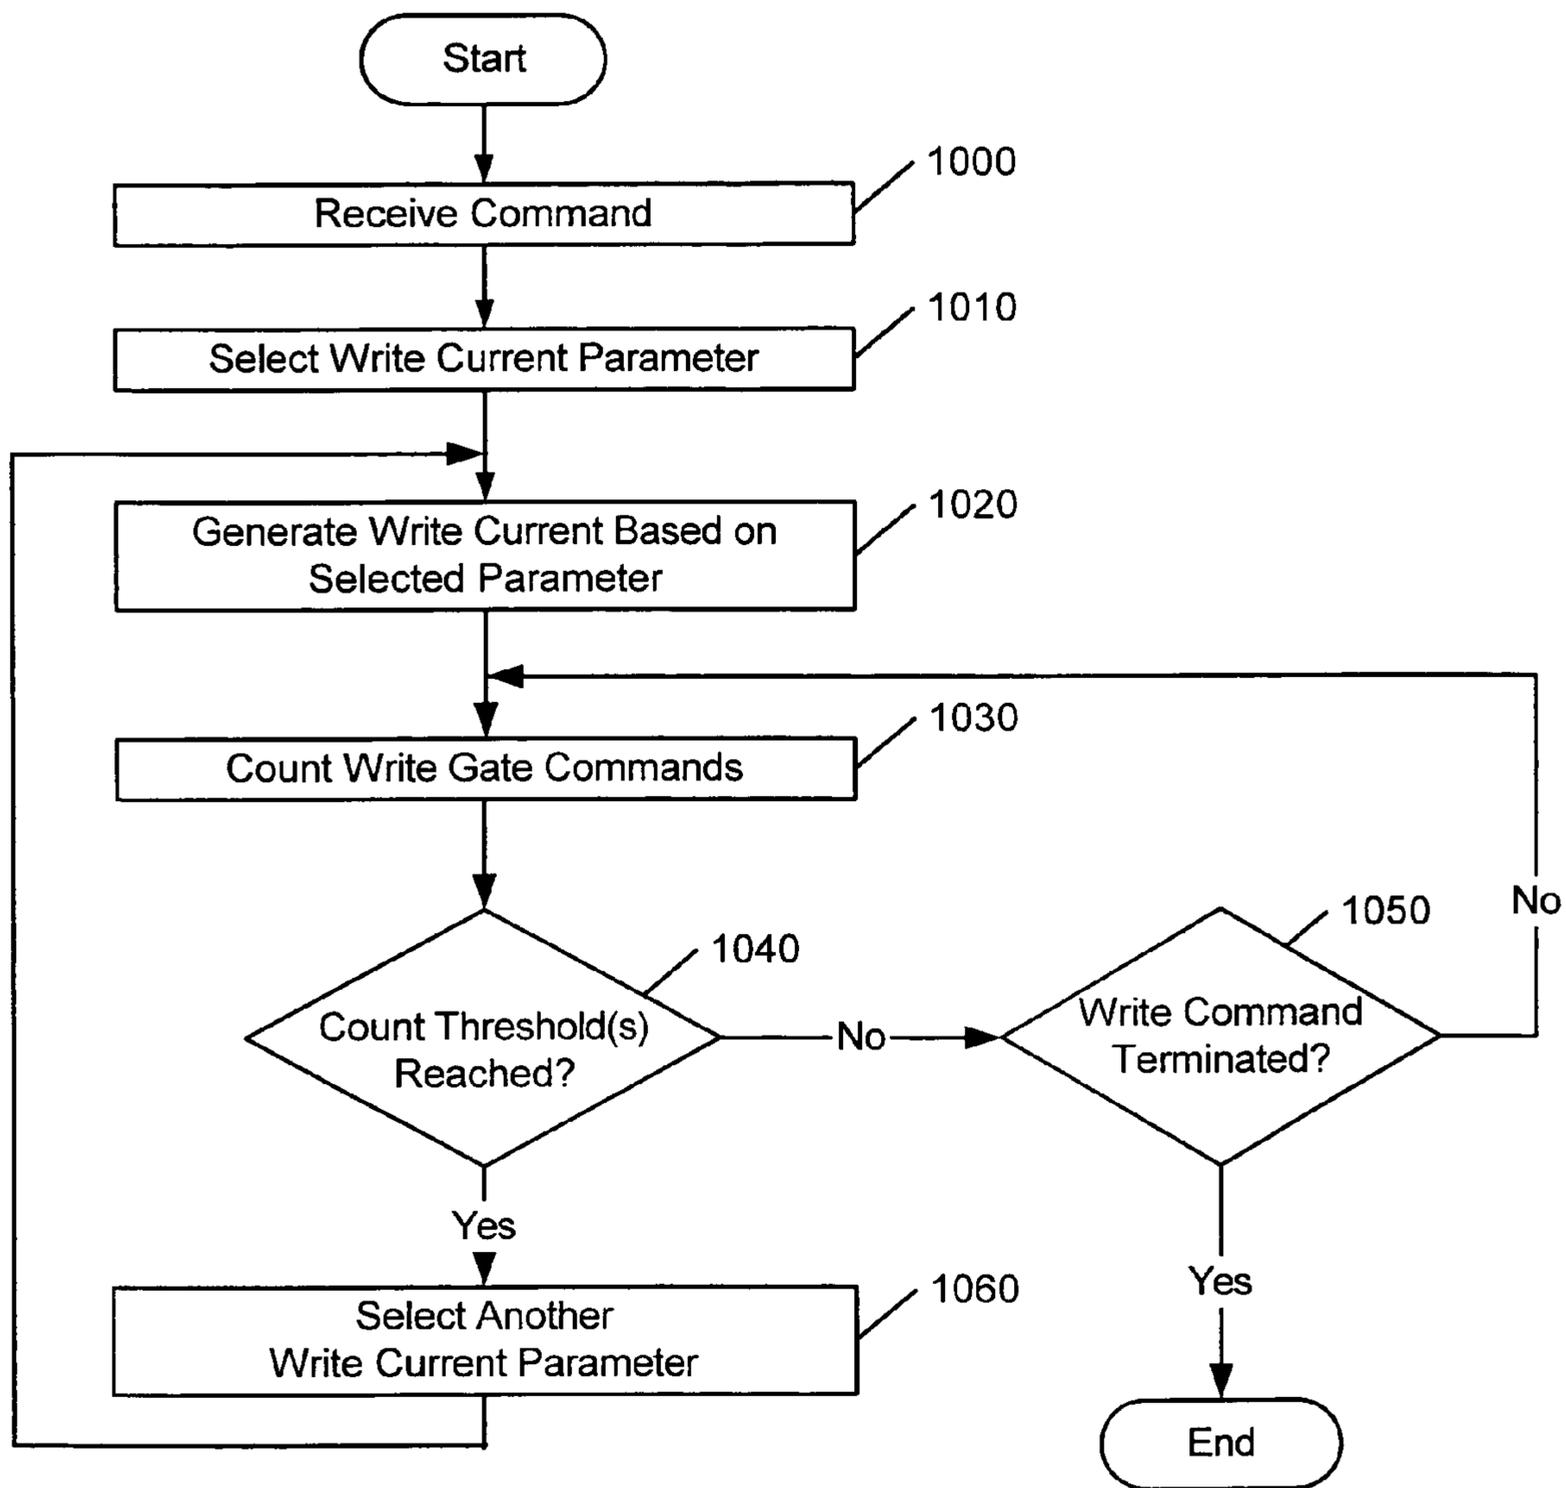 Start
1000
Receive Command
1010
Select Write Current Parameter
1020
Generate Write Current Based on
Selected Parameter
1030
Count Write Gate Commands
1040
Count Threshold(s)
Reached?
No
1050
Write Command
Terminated?
No
Yes
1060
Select Another
Write Current Parameter
Yes
End